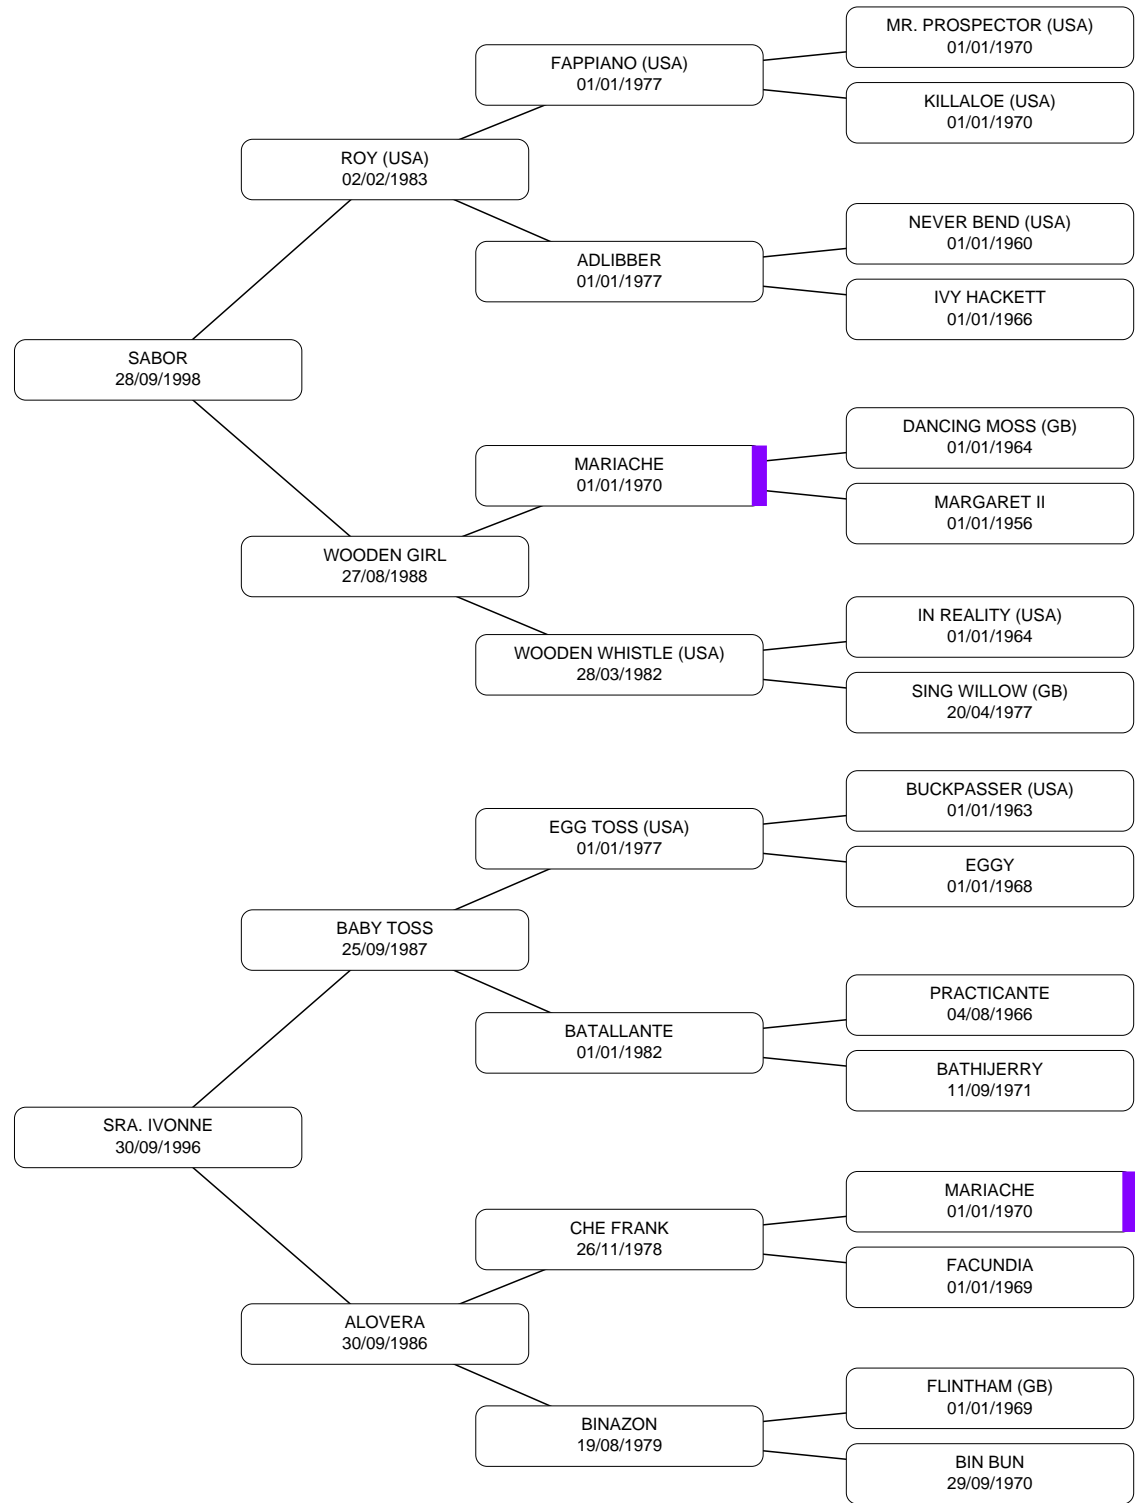 MR. PROSPECTOR (USA)
01/01/1970
FAPPIANO (USA)
01/01/1977
KILLALOE (USA)
01/01/1970
ROY (USA)
02/02/1983
NEVER BEND (USA)
01/01/1960
ADLIBBER
01/01/1977
IVY HACKETT
01/01/1966
SABOR
28/09/1998
DANCING MOSS (GB)
01/01/1964
MARIACHE
01/01/1970
MARGARET II
01/01/1956
WOODEN GIRL
27/08/1988
IN REALITY (USA)
01/01/1964
WOODEN WHISTLE (USA)
28/03/1982
SING WILLOW (GB)
20/04/1977
BUCKPASSER (USA)
01/01/1963
EGG TOSS (USA)
01/01/1977
EGGY
01/01/1968
BABY TOSS
25/09/1987
PRACTICANTE
04/08/1966
BATALLANTE
01/01/1982
BATHIJERRY
11/09/1971
SRA. IVONNE
30/09/1996
MARIACHE
01/01/1970
CHE FRANK
26/11/1978
FACUNDIA
01/01/1969
ALOVERA
30/09/1986
FLINTHAM (GB)
01/01/1969
BINAZON
19/08/1979
BIN BUN
29/09/1970